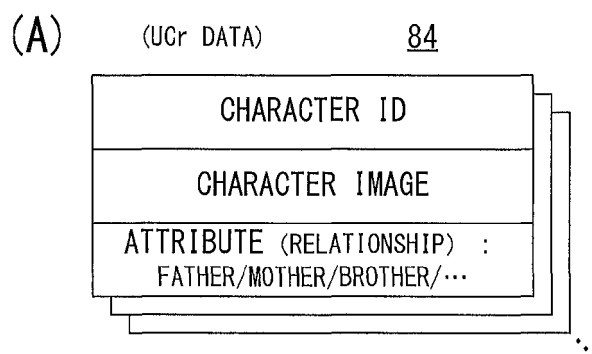 (A) (UCr DATA) 84
CHARACTER ID
CHARACTER IMAGE
ATTRIBUTE (RELATIONSHIP) :
FATHER/MOTHER/BROTHER/···